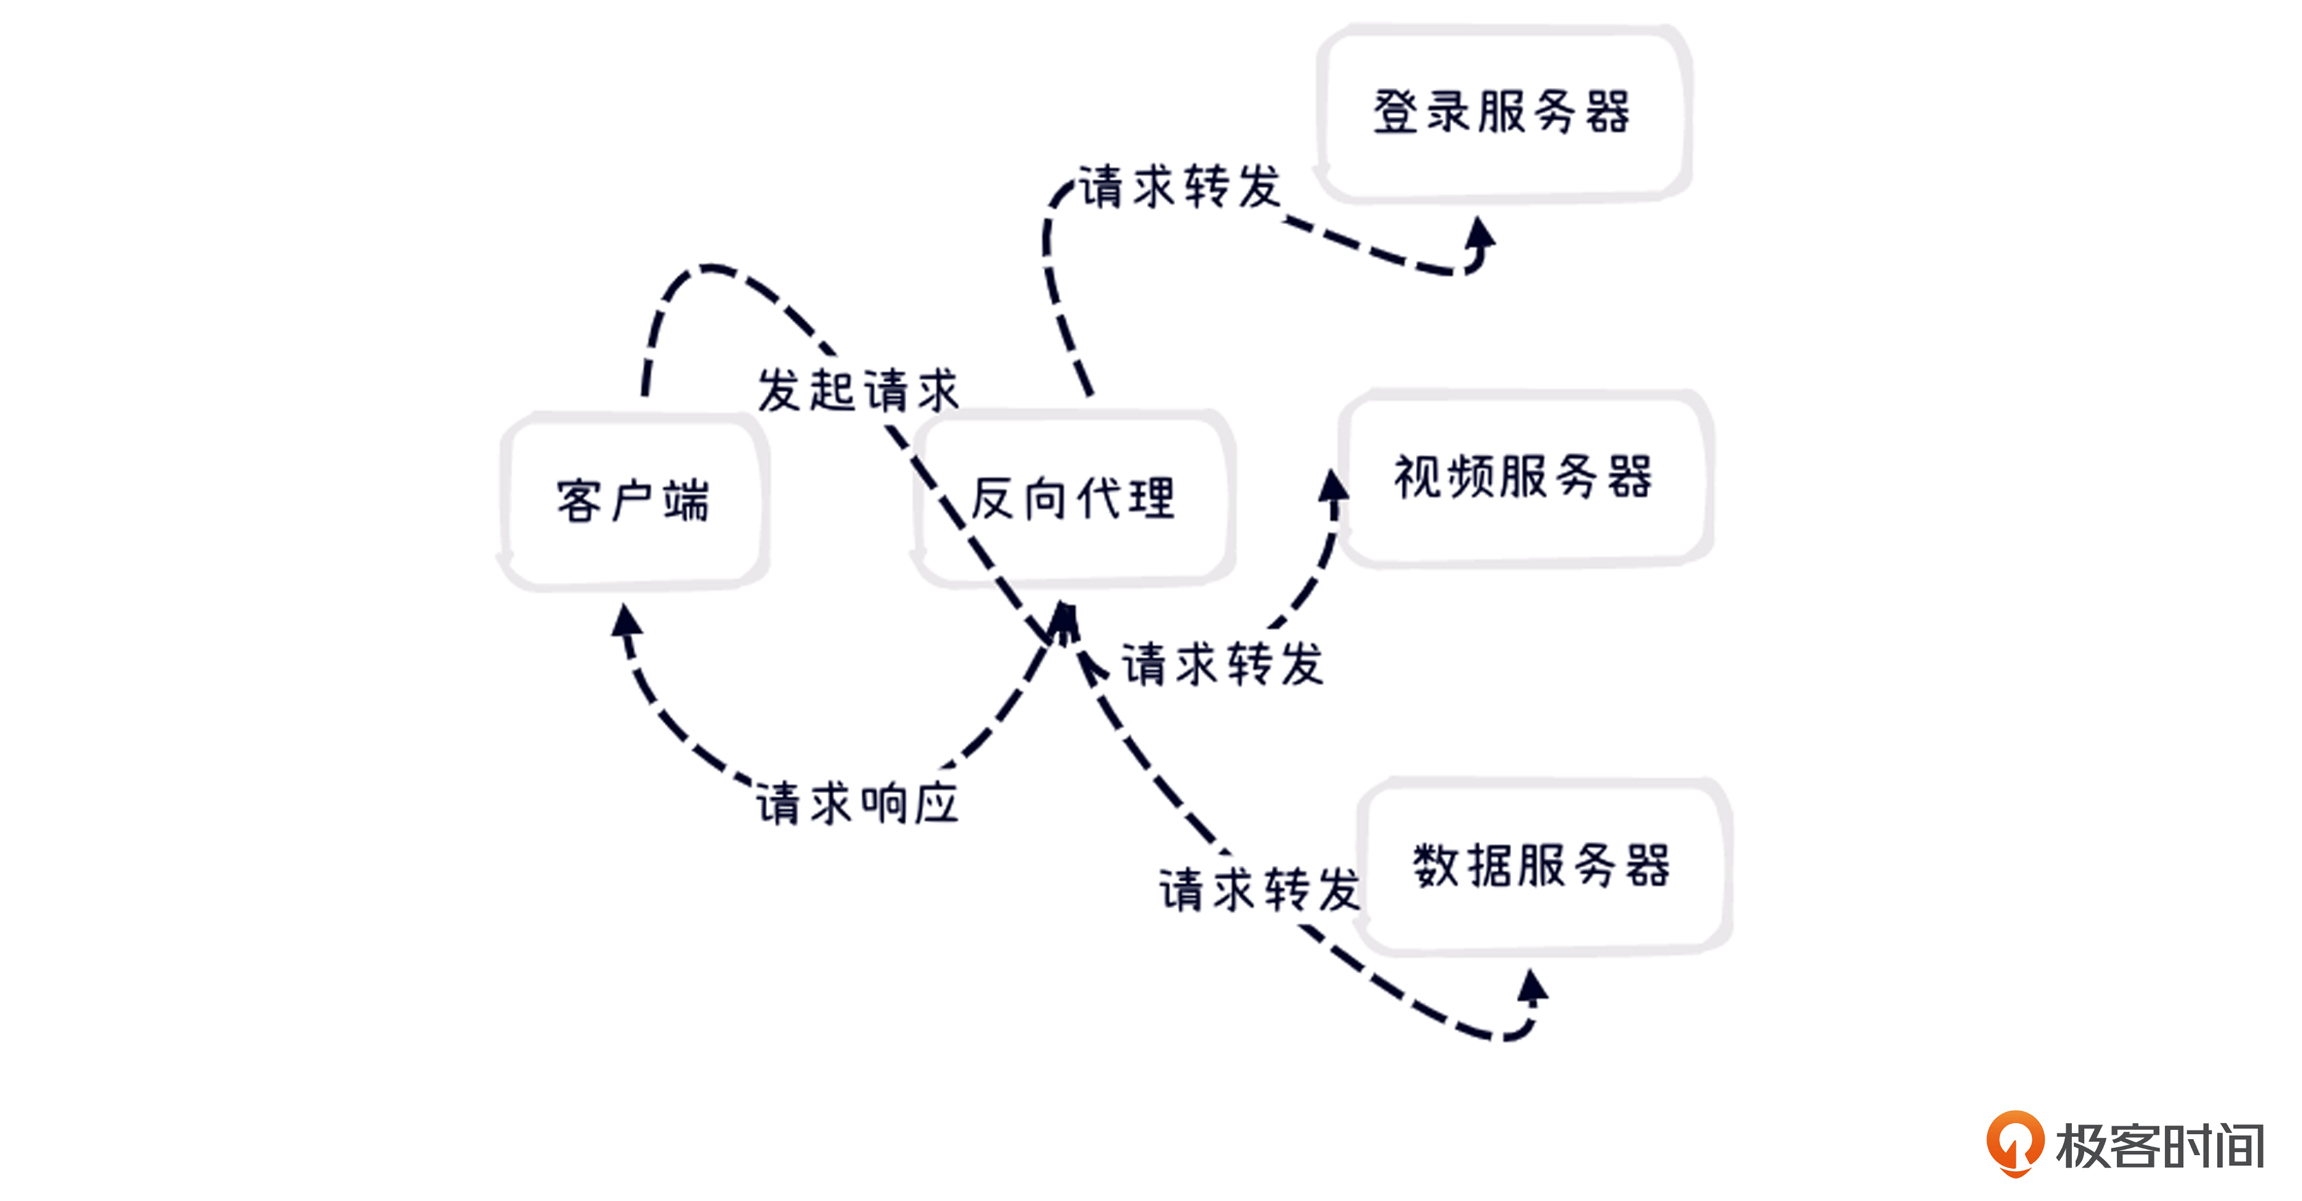 登录服务器
请求转发
发起请求
客户端
反向代理
视频服务器
请求转发
请求响应
数据服务器
请求转发
极客时间